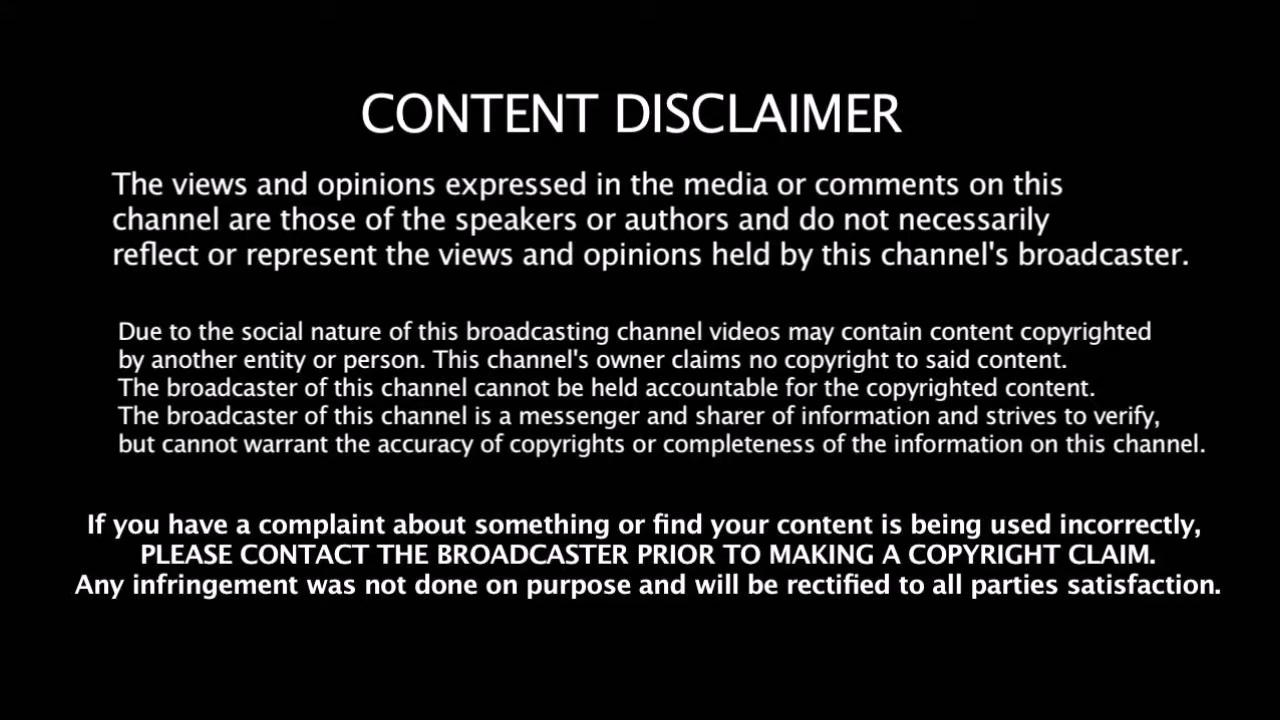 CONTENT DISCLAIMER
The views and opinions expressed in the media or comments on this
channel are those of the speakers or authors and do not necessarily
reflect or represent the views and opinions held by this channel's broadcaster.
Due to the social nature of this broadcasting channel videos may contain content copyrighted
by another entity or person. This channel's owner claims no copyright to said content.
The broadcaster of this channel cannot be held accountable for the copyrighted content.
The broadcaster of this channel is a messenger and sharer of information and strives to verify,
but cannot warrant the accuracy of copyrights or completeness of the information on this channel.
If you have a complaint about something or find your content is being used incorrectly,
PLEASE CONTACT THE BROADCASTER PRIOR TO MAKING A COPYRIGHT CLAIM.
Any infringement was not done on purpose and will be rectified to all parties satisfaction.